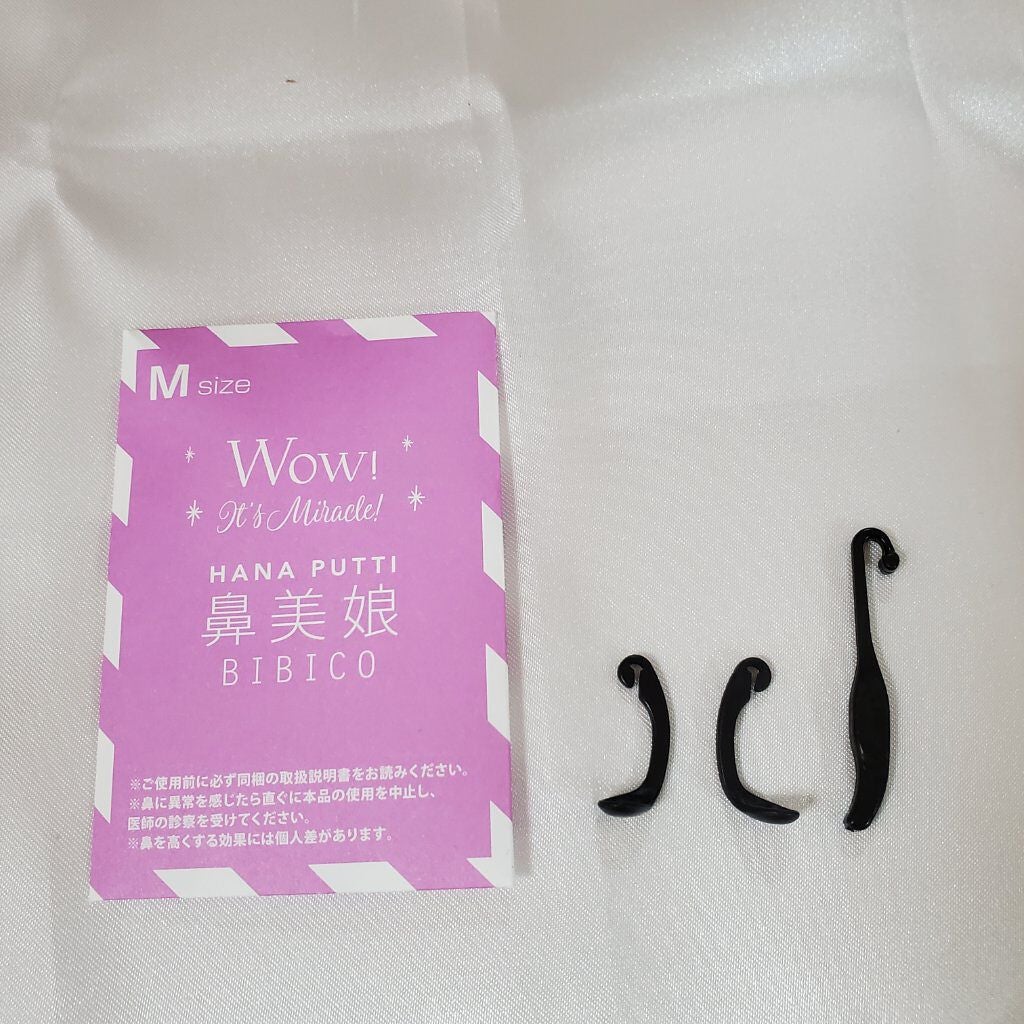 M size
Wow!
It's Miracle!
HANA PUTTI
鼻美娘
BIBICO
※ご使用前に必ず同梱の取扱説明書をお読みください。
※鼻に異常を感じたら直ぐに本品の使用を中止し、
医師の診察を受けてください。
※鼻を高くする効果には個人差があります。